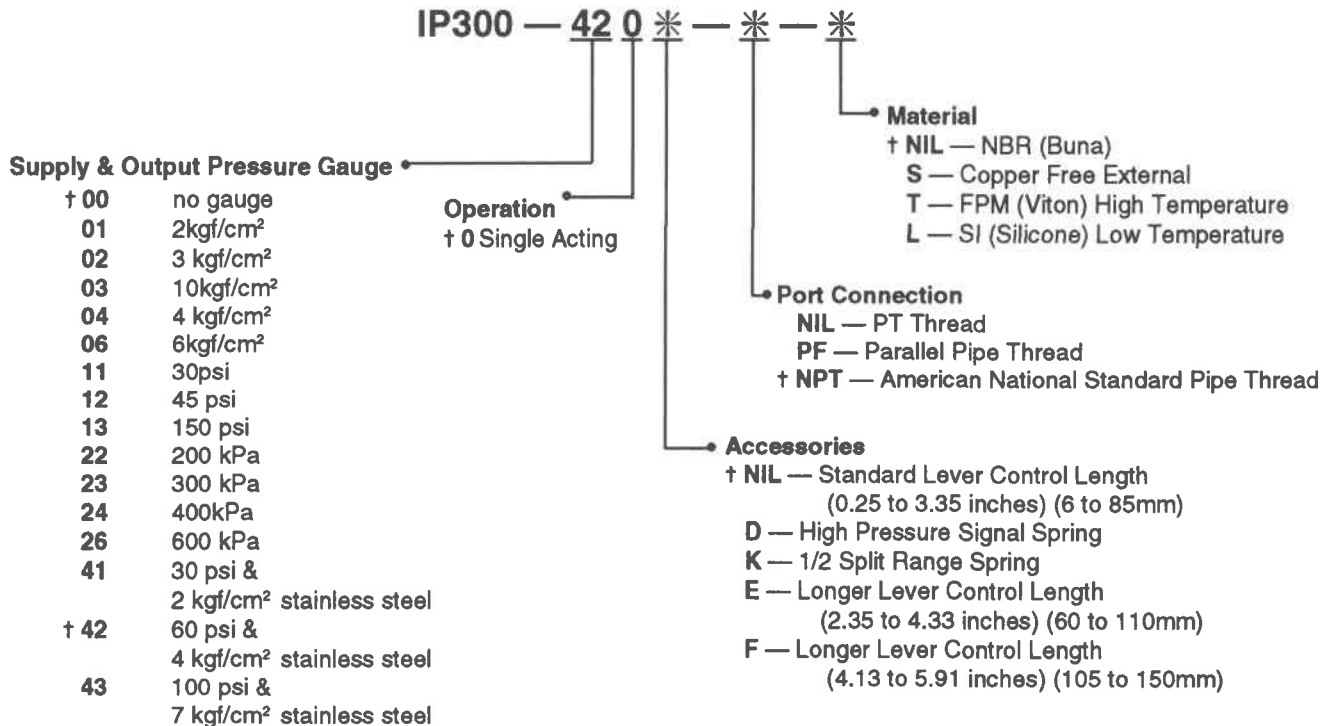 IP300 — 42 0 * — * — *
Supply & Output Pressure Gauge
† 00 no gauge
01 2kgf/cm²
02 3 kgf/cm²
03 10kgf/cm²
04 4 kgf/cm²
06 6kgf/cm²
11 30psi
12 45 psi
13 150 psi
22 200 kPa
23 300 kPa
24 400kPa
26 600 kPa
41 30 psi &
2 kgf/cm² stainless steel
† 42 60 psi &
4 kgf/cm² stainless steel
43 100 psi &
7 kgf/cm² stainless steel
Operation
† 0 Single Acting
Material
† NIL — NBR (Buna)
S — Copper Free External
T — FPM (Viton) High Temperature
L — SI (Silicone) Low Temperature
Port Connection
NIL — PT Thread
PF — Parallel Pipe Thread
† NPT — American National Standard Pipe Thread
Accessories
† NIL — Standard Lever Control Length
(0.25 to 3.35 inches) (6 to 85mm)
D — High Pressure Signal Spring
K — 1/2 Split Range Spring
E — Longer Lever Control Length
(2.35 to 4.33 inches) (60 to 110mm)
F — Longer Lever Control Length
(4.13 to 5.91 inches) (105 to 150mm)